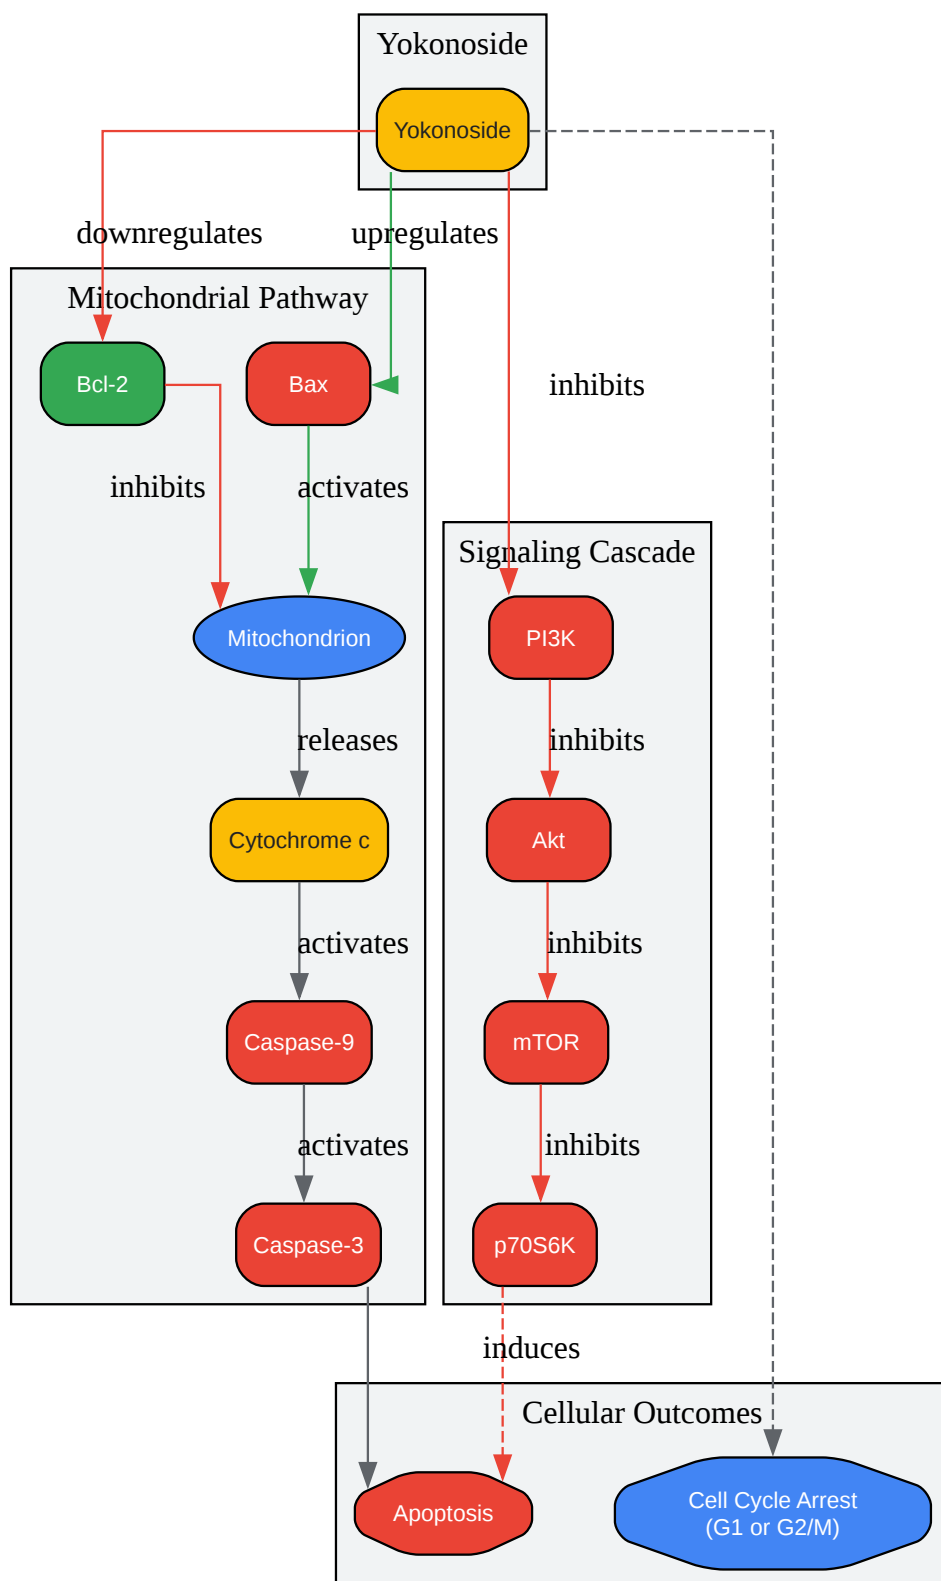 Yokonoside
Yokonoside
downregulates
upregulates
Mitochondrial Pathway
Bcl-2
Bax
inhibits
inhibits
activates
Signaling Cascade
Mitochondrion
PI3K
releases
inhibits
Cytochrome c
Akt
activates
inhibits
Caspase-9
mTOR
activates
inhibits
Caspase-3
p70S6K
induces
Cellular Outcomes
Apoptosis
Cell Cycle Arrest
(G1 or G2/M)